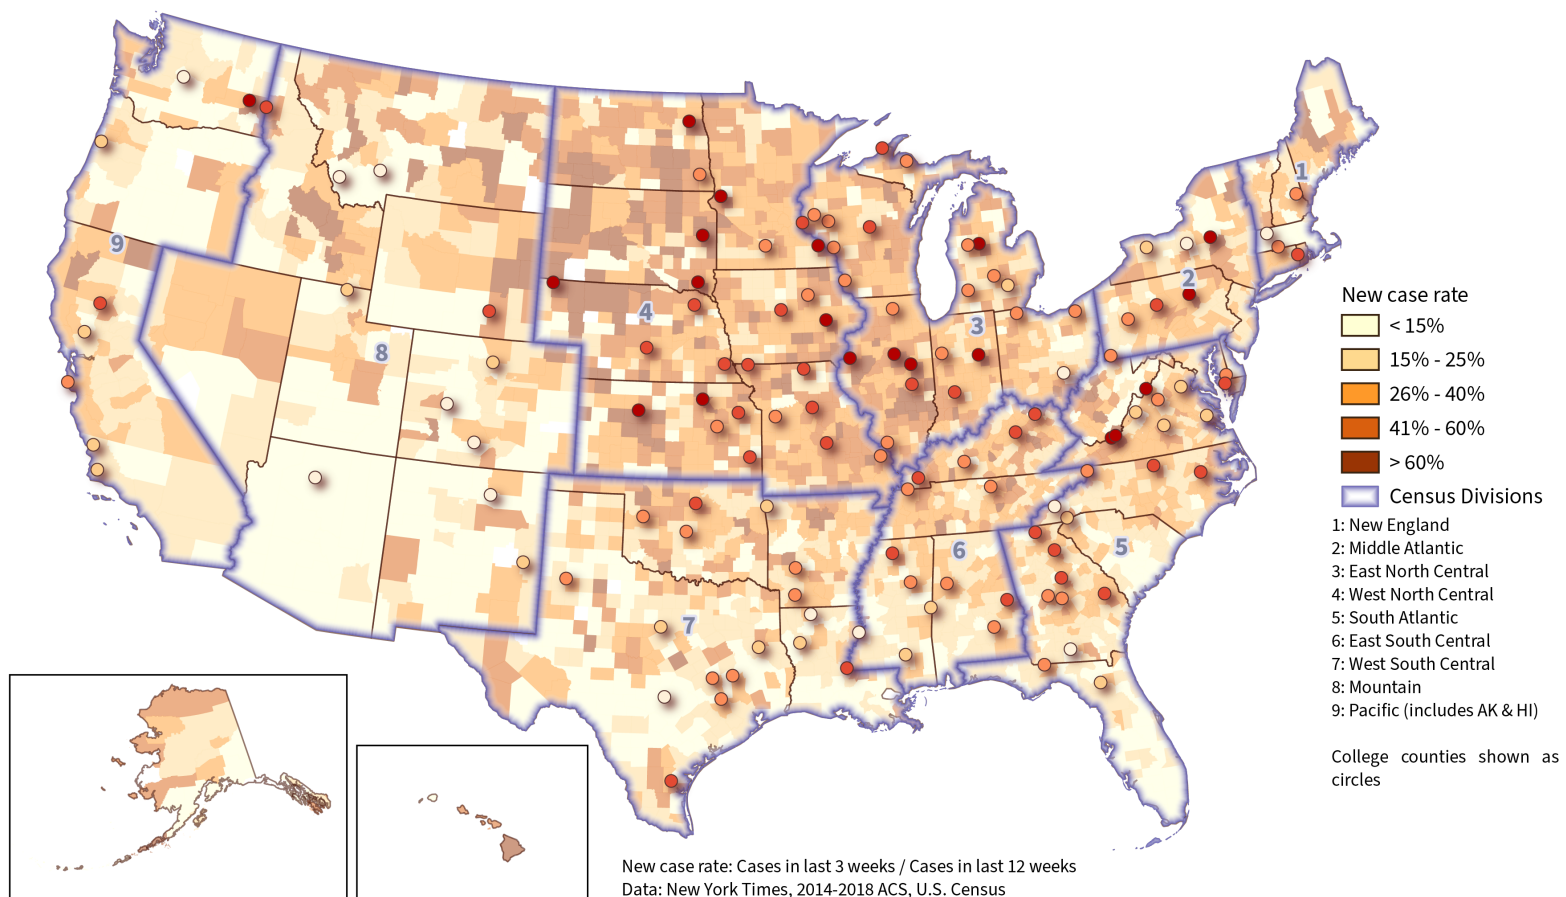 1
9
2
4
3
8
6
5
7
New case rate
< 15%
15% - 25%
26% - 40%
41% - 60%
> 60%
Census Divisions
1: New England
2: Middle Atlantic
3: East North Central
4: West North Central
5: South Atlantic
6: East South Central
7: West South Central
8: Mountain
9: Pacific (includes AK & HI)
College counties shown as
circles
New case rate: Cases in last 3 weeks / Cases in last 12 weeks
Data: New York Times, 2014-2018 ACS, U.S. Census